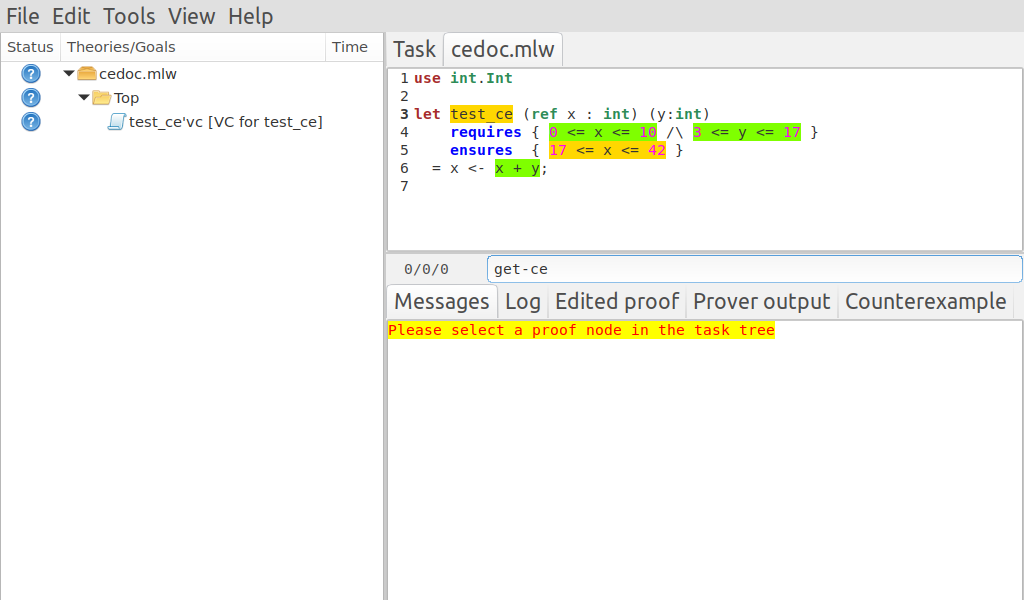 File Edit Tools View Help
Status Theories/Goals Time
cedoc.mlw
Top
test_ce'vc [VC for test_ce]
Task cedoc.mlw
1 use int.Int
2
3 let test_ce (ref x : int) (y:int)
4     requires { 0 <= x <= 10 /\ 3 <= y <= 17 }
5     ensures  { 17 <= x <= 42 }
6   = x <- x + y;
7
0/0/0 get-ce
Messages Log Edited proof Prover output Counterexample
Please select a proof node in the task tree